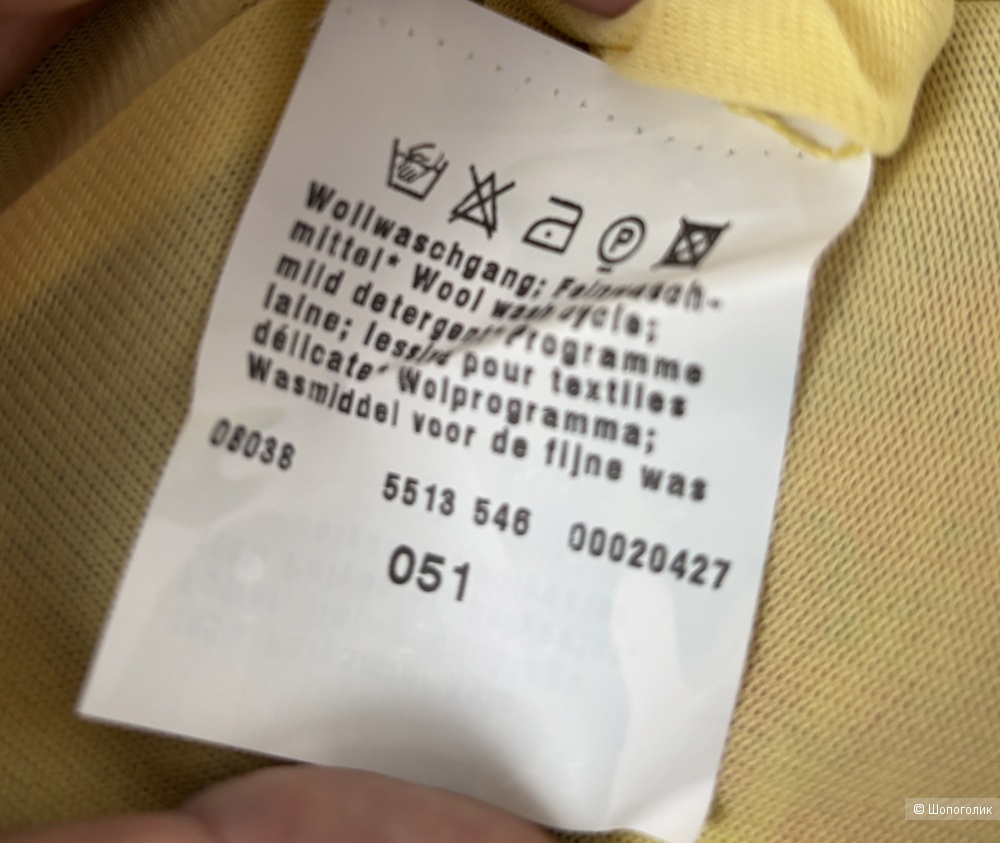 P
Wollwaschgang; Feinwasch-
mittel* Wool wash cycle;
mild detergent* Programme
laine; lessive pour textiles
délicats* Wolprogramma;
Wasmiddel voor de fijne was
08038 5513 546 00020427
051
© Шопоголик